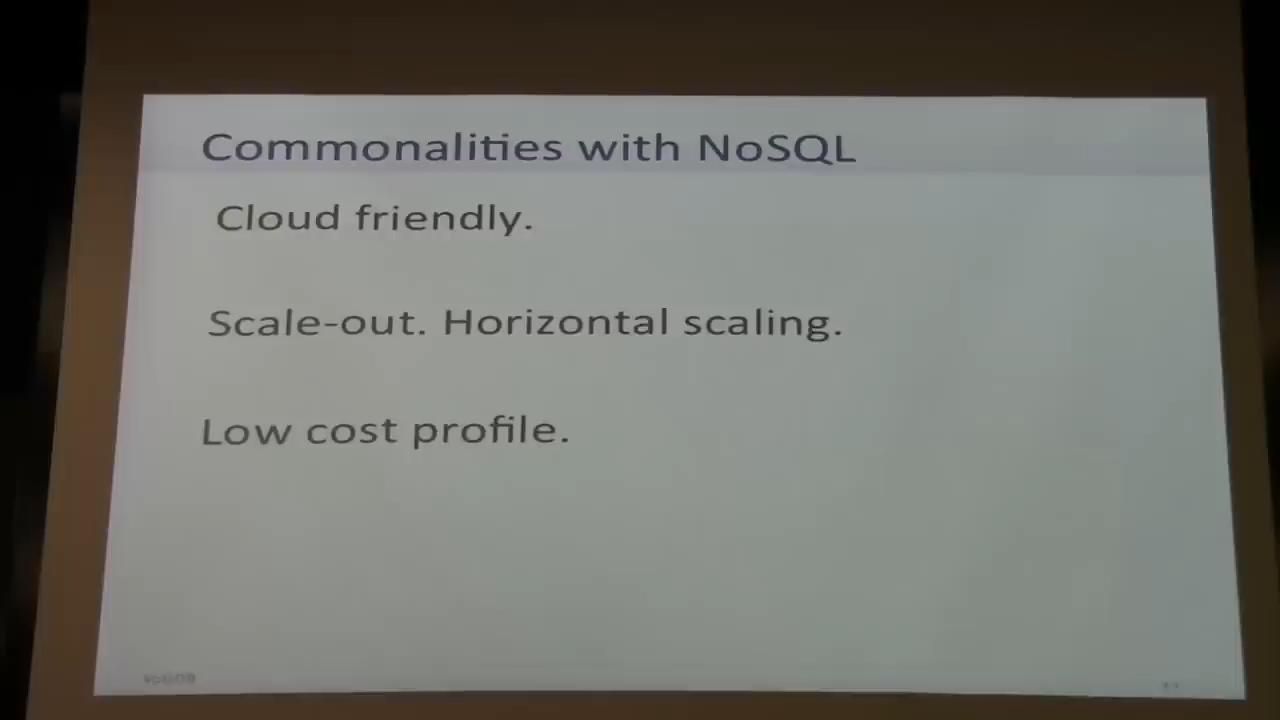 Commonalities with NoSQL
Cloud friendly.
Scale-out. Horizontal scaling.
Low cost profile.